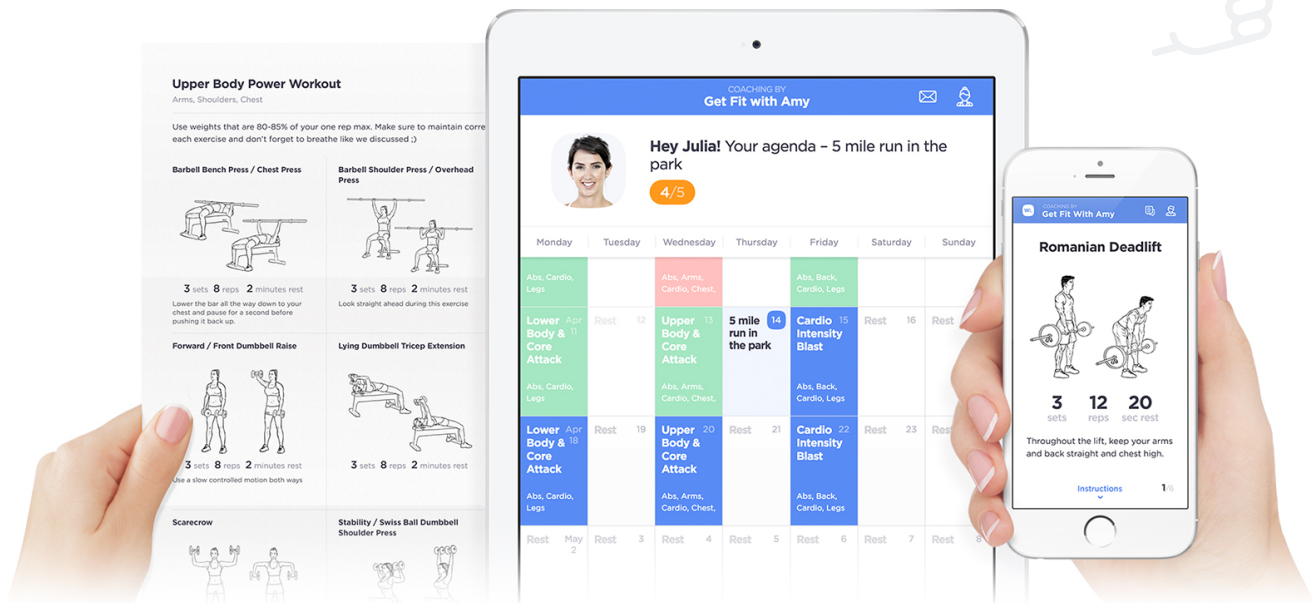 Upper Body Power Workout
Arms, Shoulders, Chest
Use weights that are 80-85% of your one rep max. Make sure to maintain corre
each exercise and don't forget to breathe like we discussed ;)
Barbell Bench Press / Chest Press
3 sets 8 reps 2 minutes rest
Lower the bar all the way down to your
chest and pause for a second before
pushing it back up.
Barbell Shoulder Press / Overhead
Press
3 sets 8 reps 2 minutes rest
Look straight ahead during this exercise
Forward / Front Dumbbell Raise
3 sets 8 reps 2 minutes rest
Use a slow controlled motion both ways
Lying Dumbbell Tricep Extension
3 sets 8 reps 2 minutes rest
Scarecrow
Stability / Swiss Ball Dumbbell
Shoulder Press
COACHING BY
Get Fit with Amy
Hey Julia! Your agenda – 5 mile run in the
park
4/5
Monday Tuesday Wednesday Thursday Friday Saturday Sunday
Abs, Cardio,
Legs
Abs, Arms,
Cardio, Chest,
Abs, Back,
Cardio, Legs
Lower Apr
Body & 11
Core
Attack
Abs, Cardio,
Legs
Rest 12
Upper 13
Body &
Core
Attack
Abs, Arms,
Cardio, Chest,
5 mile 14
run in
the park
Cardio 15
Intensity
Blast
Abs, Back,
Cardio, Legs
Rest 16
Rest
Lower Apr
Body & 18
Core
Attack
Abs, Cardio,
Legs
Rest 19
Upper 20
Body &
Core
Attack
Abs, Arms,
Cardio, Chest,
Rest 21
Cardio 22
Intensity
Blast
Abs, Back,
Cardio, Legs
Rest 23
Res
Rest May
2
Rest 3
Rest 4
Rest 5
Rest 6
Rest 7
Rest 8
WL
COACHING BY
Get Fit With Amy
Romanian Deadlift
3 12 20
sets reps sec rest
Throughout the lift, keep your arms
and back straight and chest high.
Instructions
1/6